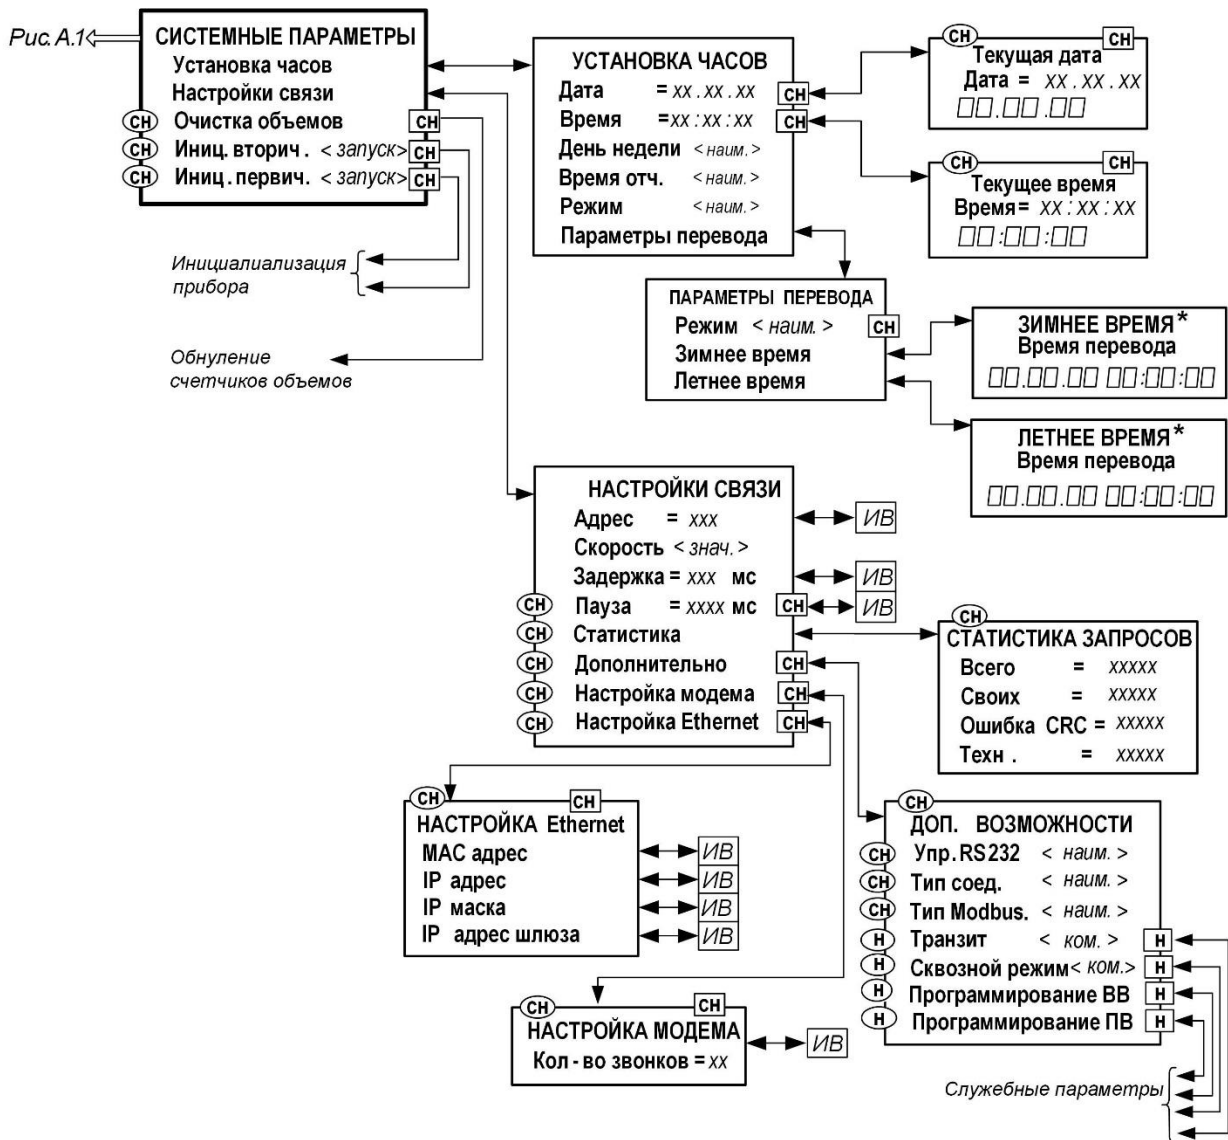 Рис. А.1
СИСТЕМНЫЕ ПАРАМЕТРЫ
Установка часов
Настройки связи
СН Очистка объемов СН
СН Иниц. вторич. < запуск> СН
СН Иниц. первич. < запуск> СН
Инициалиализация
прибора
Обнуление
счетчиков объемов
УСТАНОВКА ЧАСОВ
Дата = xx . xx . xx СН
Время =xx : xx : xx СН
День недели < наим. >
Время отч. < наим. >
Режим < наим. >
Параметры перевода
СН СН
Текущая дата
Дата = xx . xx . xx
00.00.00
СН СН
Текущее время
Время = xx : xx : xx
00:00:00
ПАРАМЕТРЫ ПЕРЕВОДА
Режим < наим. > СН
Зимнее время
Летнее время
ЗИМНЕЕ ВРЕМЯ *
Время перевода
00.00.00 00:00:00
ЛЕТНЕЕ ВРЕМЯ *
Время перевода
00.00.00 00:00:00
НАСТРОЙКИ СВЯЗИ
Адрес = xxx ИВ
Скорость < знач. >
Задержка = xxx мс ИВ
СН Пауза = xxxx мс СН ИВ
СН Статистика
СН Дополнительно СН
СН Настройка модема СН
СН Настройка Ethernet СН
СН
СТАТИСТИКА ЗАПРОСОВ
Всего = xxxxx
Своих = xxxxx
Ошибка CRC = xxxxx
Техн . = xxxxx
СН СН
НАСТРОЙКА Ethernet
MAC адрес ИВ
IP адрес ИВ
IP маска ИВ
IP адрес шлюза ИВ
СН СН
НАСТРОЙКА МОДЕМА
Кол - во звонков = xx ИВ
СН
ДОП. ВОЗМОЖНОСТИ
СН Упр. RS232 < наим. >
СН Тип соед. < наим. >
СН Тип Modbus. < наим. >
Н Транзит < ком. > Н
Н Сквозной режим < ком.> Н
Н Программирование ВВ Н
Н Программирование ПВ Н
Служебные параметры